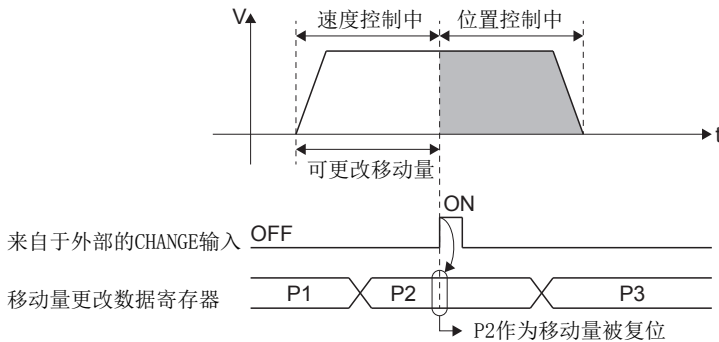 V
速度控制中
位置控制中
t
可更改移动量
ON
来自于外部的CHANGE输入
OFF
移动量更改数据寄存器
P1
P2
P3
P2作为移动量被复位